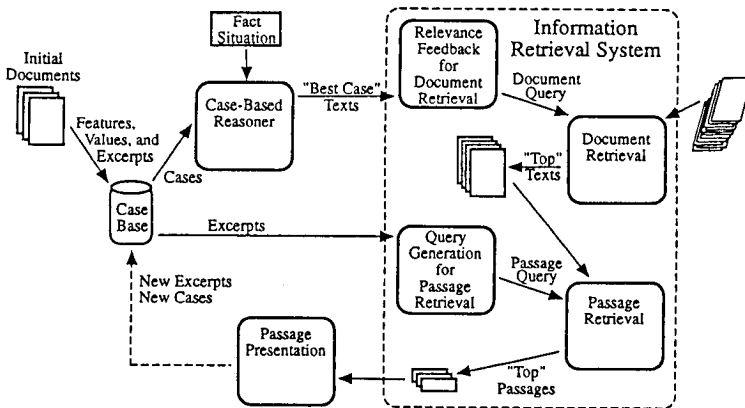 Initial
Documents
Fact
Situation
Information
Retrieval System
Features,
Values, and
Excerpts
Cases
Case-Based
Reasoner
"Best Case"
Texts
Relevance
Feedback for
Document
Retrieval
Document
Query
Document
Retrieval
"Top"
Texts
Case
Base
Excerpts
Query
Generation
for
Passage
Retrieval
Passage
Query
Passage
Retrieval
New Excerpts
New Cases
Passage
Presentation
"Top"
Passages